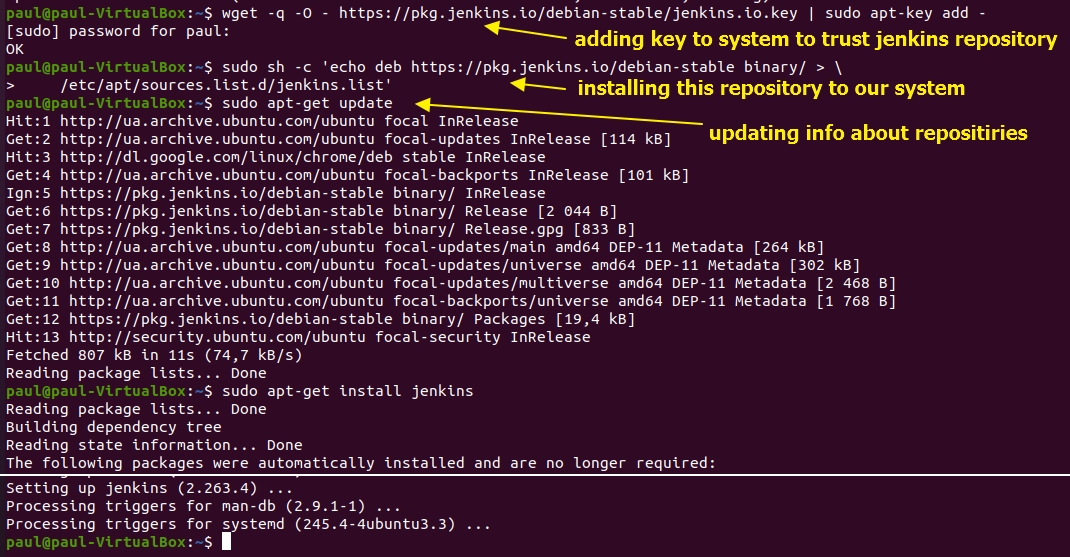 paul@paul-VirtualBox:~$ wget -q -O - https://pkg.jenkins.io/debian-stable/jenkins.io.key | sudo apt-key add -
[sudo] password for paul:
adding key to system to trust jenkins repository
OK
paul@paul-VirtualBox:~$ sudo sh -c 'echo deb https://pkg.jenkins.io/debian-stable binary/ > \
>     /etc/apt/sources.list.d/jenkins.list'
installing this repository to our system
paul@paul-VirtualBox:~$ sudo apt-get update
Hit:1 http://ua.archive.ubuntu.com/ubuntu focal InRelease
updating info about repositiries
Get:2 http://ua.archive.ubuntu.com/ubuntu focal-updates InRelease [114 kB]
Hit:3 http://dl.google.com/linux/chrome/deb stable InRelease
Get:4 http://ua.archive.ubuntu.com/ubuntu focal-backports InRelease [101 kB]
Ign:5 https://pkg.jenkins.io/debian-stable binary/ InRelease
Get:6 https://pkg.jenkins.io/debian-stable binary/ Release [2 044 B]
Get:7 https://pkg.jenkins.io/debian-stable binary/ Release.gpg [833 B]
Get:8 http://ua.archive.ubuntu.com/ubuntu focal-updates/main amd64 DEP-11 Metadata [264 kB]
Get:9 http://ua.archive.ubuntu.com/ubuntu focal-updates/universe amd64 DEP-11 Metadata [302 kB]
Get:10 http://ua.archive.ubuntu.com/ubuntu focal-updates/multiverse amd64 DEP-11 Metadata [2 468 B]
Get:11 http://ua.archive.ubuntu.com/ubuntu focal-backports/universe amd64 DEP-11 Metadata [1 768 B]
Get:12 https://pkg.jenkins.io/debian-stable binary/ Packages [19,4 kB]
Hit:13 http://security.ubuntu.com/ubuntu focal-security InRelease
Fetched 807 kB in 11s (74,7 kB/s)
Reading package lists... Done
paul@paul-VirtualBox:~$ sudo apt-get install jenkins
Reading package lists... Done
Building dependency tree
Reading state information... Done
The following packages were automatically installed and are no longer required:
Setting up jenkins (2.263.4) ...
Processing triggers for man-db (2.9.1-1) ...
Processing triggers for systemd (245.4-4ubuntu3.3) ...
paul@paul-VirtualBox:~$